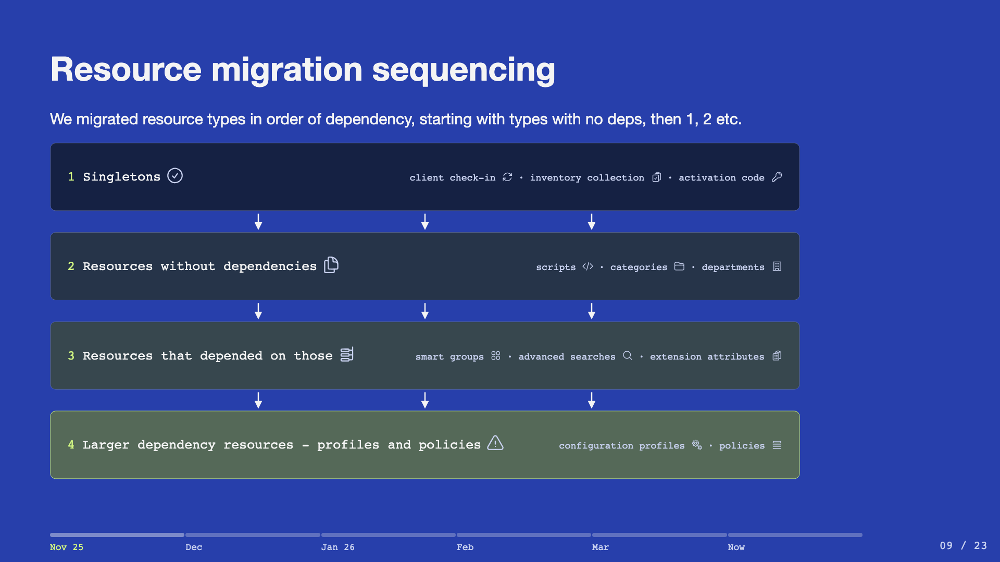 Resource migration sequencing
We migrated resource types in order of dependency, starting with types with no deps, then 1, 2 etc.
1 Singletons
client check-in · inventory collection · activation code
2 Resources without dependencies
scripts · categories · departments
3 Resources that depended on those
smart groups · advanced searches · extension attributes
4 Larger dependency resources - profiles and policies
configuration profiles · policies
Nov 25
Dec
Jan 26
Feb
Mar
Now
09 / 23